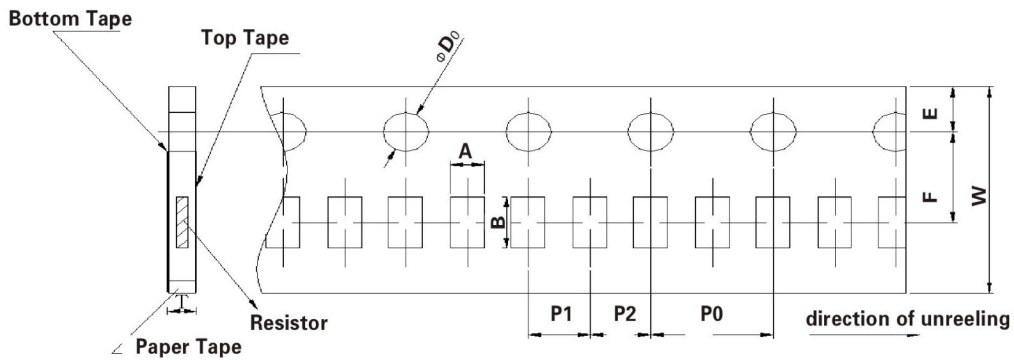 Bottom Tape
Top Tape
ΦD₀
A
B
E
F
W
P1
P2
P0
direction of unreeling
Resistor
T
Paper Tape